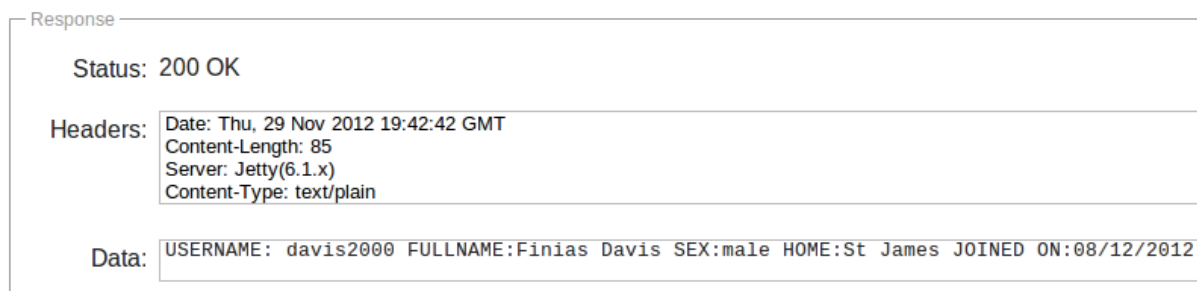 Response
Status: 200 OK
Headers: Date: Thu, 29 Nov 2012 19:42:42 GMT
Content-Length: 85
Server: Jetty(6.1.x)
Content-Type: text/plain
Data: USERNAME: davis2000 FULLNAME:Finias Davis SEX:male HOME:St James JOINED ON:08/12/2012